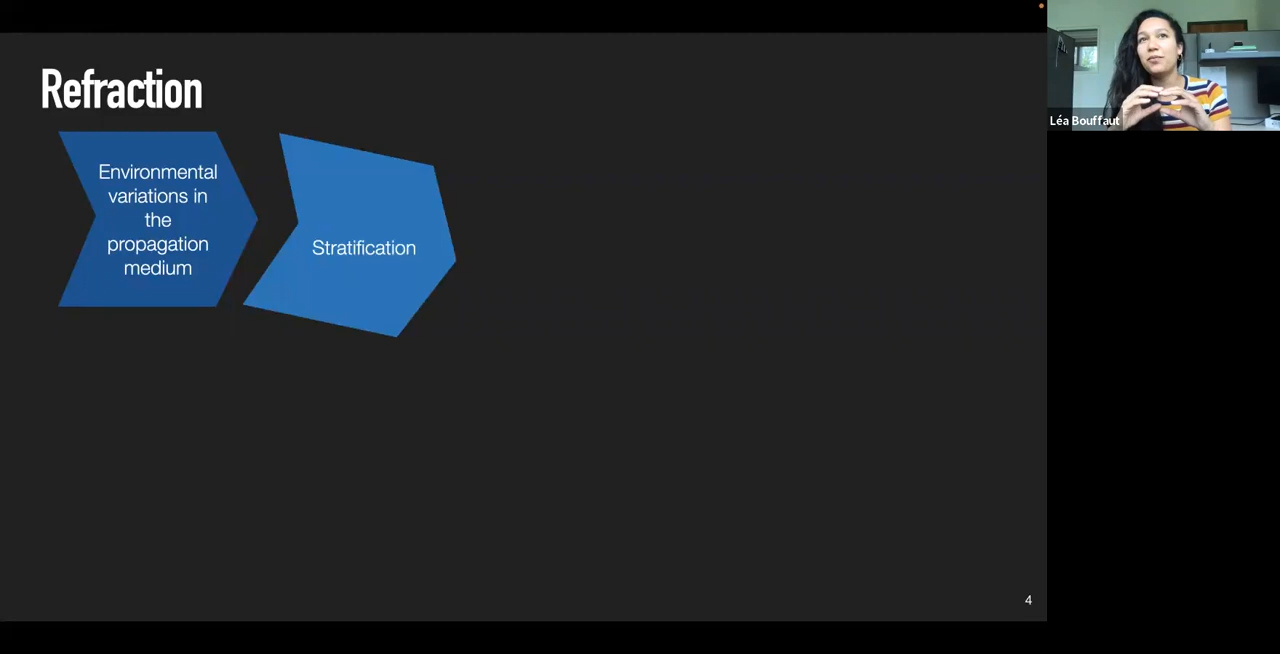 Refraction
Environmental
variations in
the
propagation
medium
Stratification
4
Léa Bouffaut